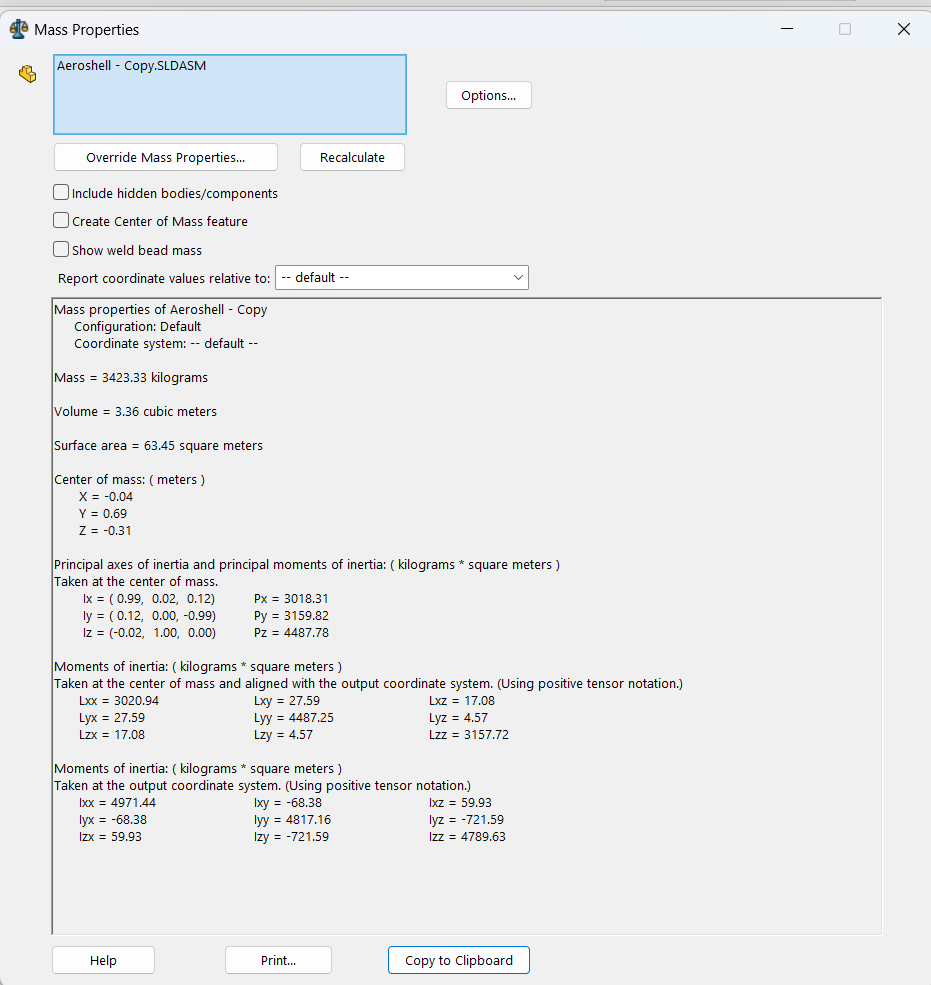 Mass Properties
Aeroshell - Copy.SLDASM
Options...
Override Mass Properties...
Recalculate
Include hidden bodies/components
Create Center of Mass feature
Show weld bead mass
Report coordinate values relative to: -- default --
Mass properties of Aeroshell - Copy
Configuration: Default
Coordinate system: -- default --
Mass = 3423.33 kilograms
Volume = 3.36 cubic meters
Surface area = 63.45 square meters
Center of mass: ( meters )
X = -0.04
Y = 0.69
Z = -0.31
Principal axes of inertia and principal moments of inertia: ( kilograms * square meters )
Taken at the center of mass.
Ix = ( 0.99, 0.02, 0.12) Px = 3018.31
Iy = ( 0.12, 0.00, -0.99) Py = 3159.82
Iz = (-0.02, 1.00, 0.00) Pz = 4487.78
Moments of inertia: ( kilograms * square meters )
Taken at the center of mass and aligned with the output coordinate system. (Using positive tensor notation.)
Lxx = 3020.94 Lxy = 27.59 Lxz = 17.08
Lyx = 27.59 Lyy = 4487.25 Lyz = 4.57
Lzx = 17.08 Lzy = 4.57 Lzz = 3157.72
Moments of inertia: ( kilograms * square meters )
Taken at the output coordinate system. (Using positive tensor notation.)
Ixx = 4971.44 Ixy = -68.38 Ixz = 59.93
Iyx = -68.38 Iyy = 4817.16 Iyz = -721.59
Izx = 59.93 Izy = -721.59 Izz = 4789.63
Help
Print...
Copy to Clipboard